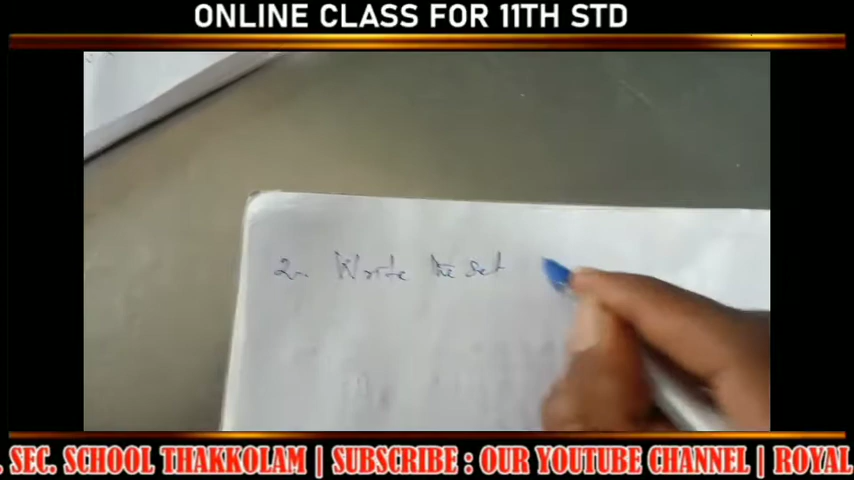 ONLINE CLASS FOR 11TH STD
2. Write the set
. SEC. SCHOOL THAKKOLAM | SUBSCRIBE : OUR YOUTUBE CHANNEL | ROYAL